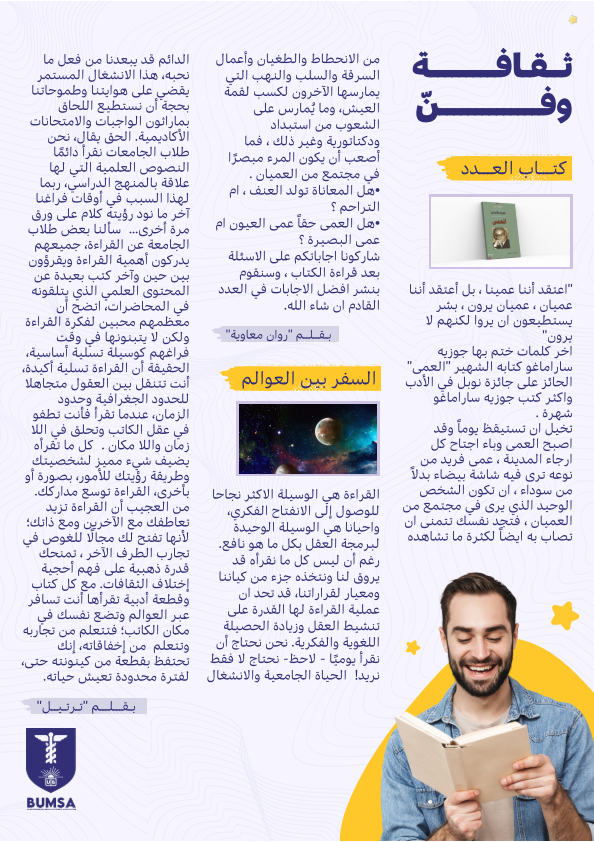 ثقافة
وفنّ
كتاب العدد
"اعتقد أننا عمينا ، بل أعتقد أننا
عميان ، عميان يرون ، بشر
يستطيعون ان يروا لكنهم لا
يرون"
اخر كلمات ختم بها جوزيه
ساراماغو كتابه الشهير "العمى"
الحائز على جائزة نوبل في الأدب
واكثر كتب جوزيه ساراماغو
شهرة .
تخيل ان تستيقظ يوماً وقد
اصبح العمى وباء اجتاح كل
ارجاء المدينة ، عمى فريد من
نوعه ترى فيه شاشة بيضاء بدلاً
من سوداء ، ان تكون الشخص
الوحيد الذي يرى في مجتمع من
العميان ، فتجد نفسك تتمنى ان
تصاب به ايضاً لكثرة ما تشاهده
من الانحطاط والطغيان وأعمال
السرقة والسلب والنهب التي
يمارسها الآخرون لكسب لقمة
العيش، وما يُمارس على
الشعوب من استبداد
ودكتاتورية وغير ذلك ، فما
أصعب أن يكون المرء مبصرًا
في مجتمع من العميان .
•هل المعاناة تولد العنف ، ام
التراحم ؟
•هل العمى حقاً عمى العيون ام
عمى البصيرة ؟
شاركونا اجاباتكم على الاسئلة
بعد قراءة الكتاب ، وسنقوم
بنشر افضل الاجابات في العدد
القادم ان شاء الله.
بقلم "روان معاوية"
السفر بين العوالم
القراءة هي الوسيلة الاكثر نجاحا
للوصول إلى الانفتاح الفكري،
واحيانا هي الوسيلة الوحيدة
لبرمجة العقل بكل ما هو نافع.
رغم أن ليس كل ما نقرأه قد
يروق لنا ونتخذه جزء من كياننا
ومعيار لقراراتنا، قد تحد ان
عملية القراءة لها القدرة على
تنشيط العقل وزيادة الحصيلة
اللغوية والفكرية. نحن نحتاج أن
نقرأ يوميًا - لاحظ- نحتاج لا فقط
نريد! الحياة الجامعية والانشغال
الدائم قد يبعدنا من فعل ما
نحبه، هذا الانشغال المستمر
يقضي على هوايتنا وطموحاتنا
بحجة أن نستطيع اللحاق
بماراثون الواجبات والامتحانات
الأكاديمية. الحق يقال، نحن
طلاب الجامعات نقرأ دائمًا
النصوص العلمية التي لها
علاقة بالمنهج الدراسي، ربما
لهذا السبب في أوقات فراغنا
آخر ما نود رؤيته كلام على ورق
مرة أخرى... سألنا بعض طلاب
الجامعة عن القراءة، جميعهم
يدركون أهمية القراءة ويقرؤون
بين حين وآخر كتب بعيدة عن
المحتوى العلمي الذي يتلقونه
في المحاضرات، اتضح أن
معظمهم محبين لفكرة القراءة
ولكن لا يتبنونها في وقت
فراغهم كوسيلة تسلية أساسية،
الحقيقة أن القراءة تسلية أكيدة،
أنت تتنقل بين العقول متجاهلا
للحدود الجغرافية وحدود
الزمان، عندما تقرأ فأنت تطفو
في عقل الكاتب وتحلق في اللا
زمان واللا مكان . كل ما تقرأه
يضيف شيء مميز لشخصيتك
وطريقة رؤيتك للأمور، بصورة أو
بأخرى، القراءة توسع مداركك.
من العجيب أن القراءة تزيد
تعاطفك مع الآخرين ومع ذاتك؛
لأنها تفتح لك مجالًا للغوص في
تجارب الطرف الآخر ، تمنحك
قدرة ذهبية على فهم أحجية
إختلاف الثقافات. مع كل كتاب
وقطعة أدبية تقرأها أنت تسافر
عبر العوالم وتضع نفسك في
مكان الكاتب؛ فتتعلم من تجاربه
وتتعلم من إخفاقاته، إنك
تحتفظ بقطعة من كينونته حتى،
لفترة محدودة تعيش حياته.
بقلم "ترتيل"
BUMSA